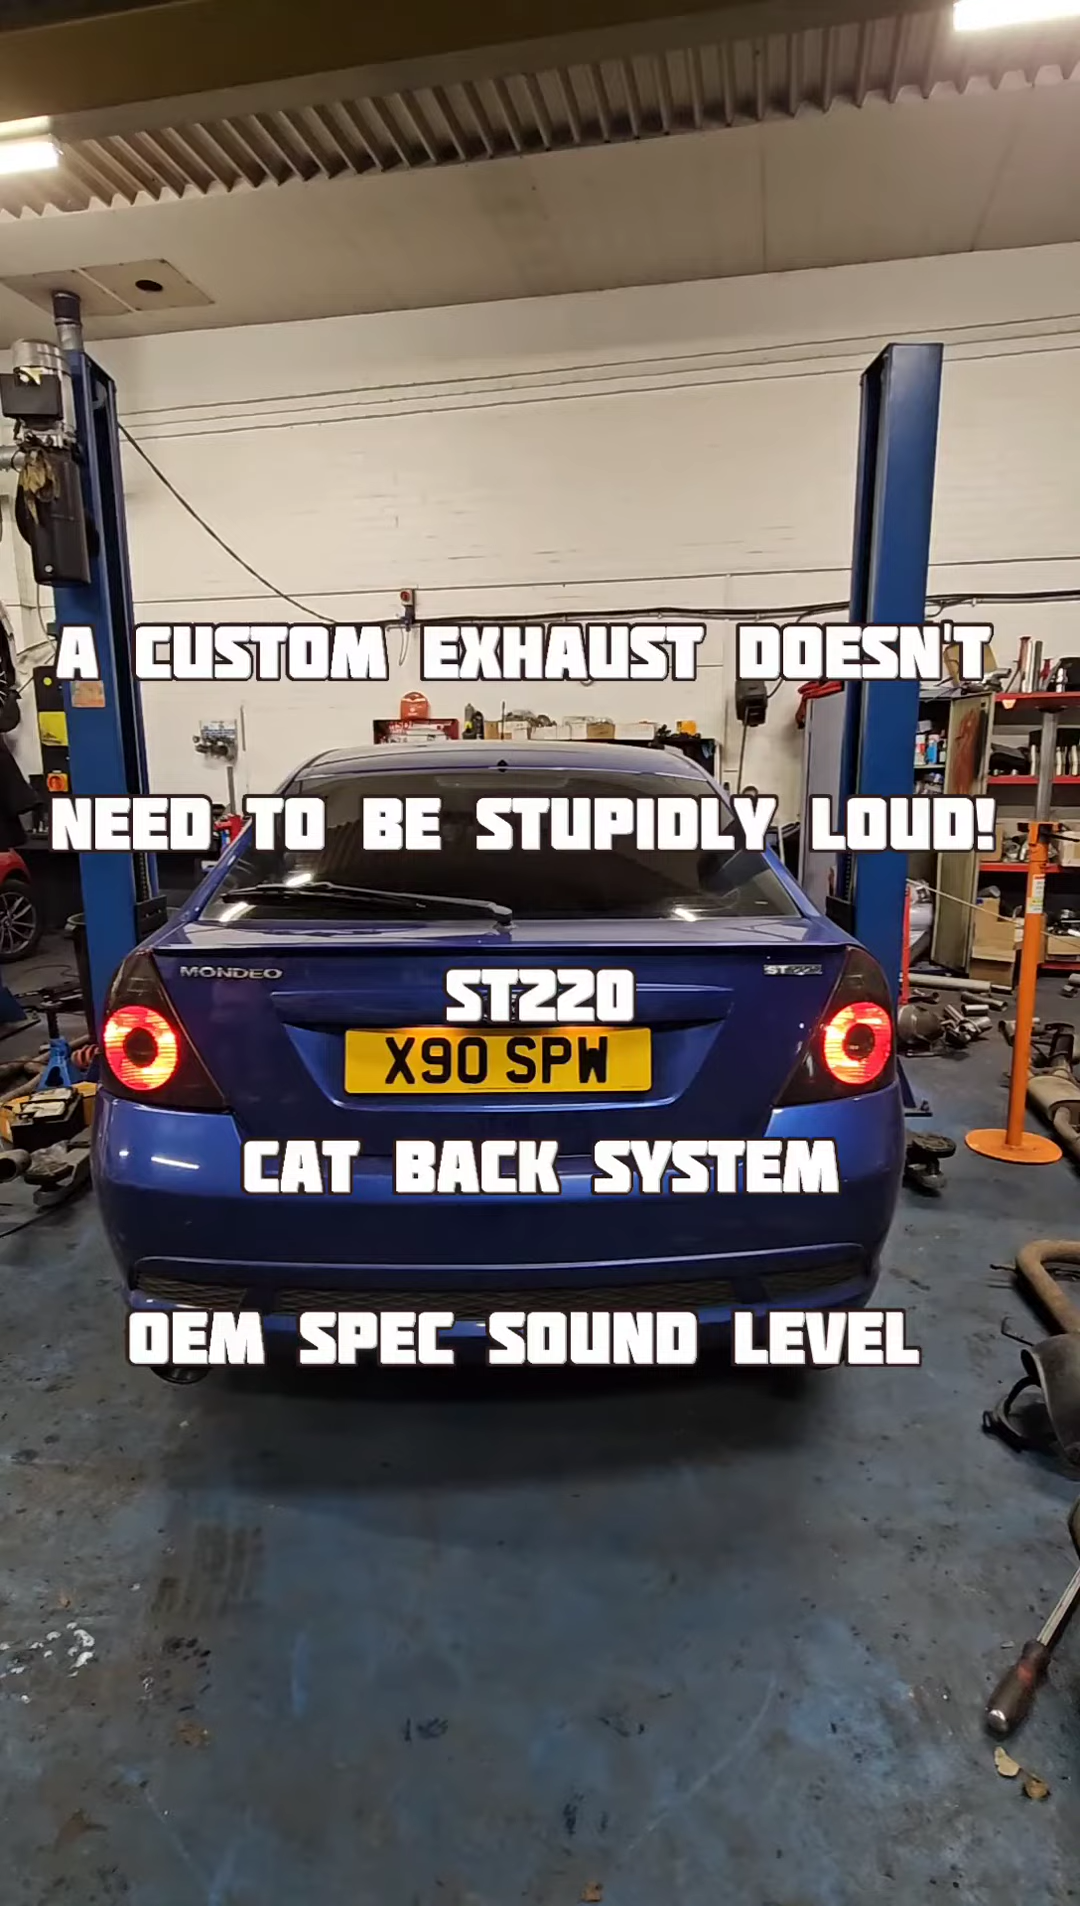 A CUSTOM EXHAUST DOESN'T
NEED TO BE STUPIDLY LOUD!
MONDEO
ST220
X90 SPW
CAT BACK SYSTEM
OEM SPEC SOUND LEVEL